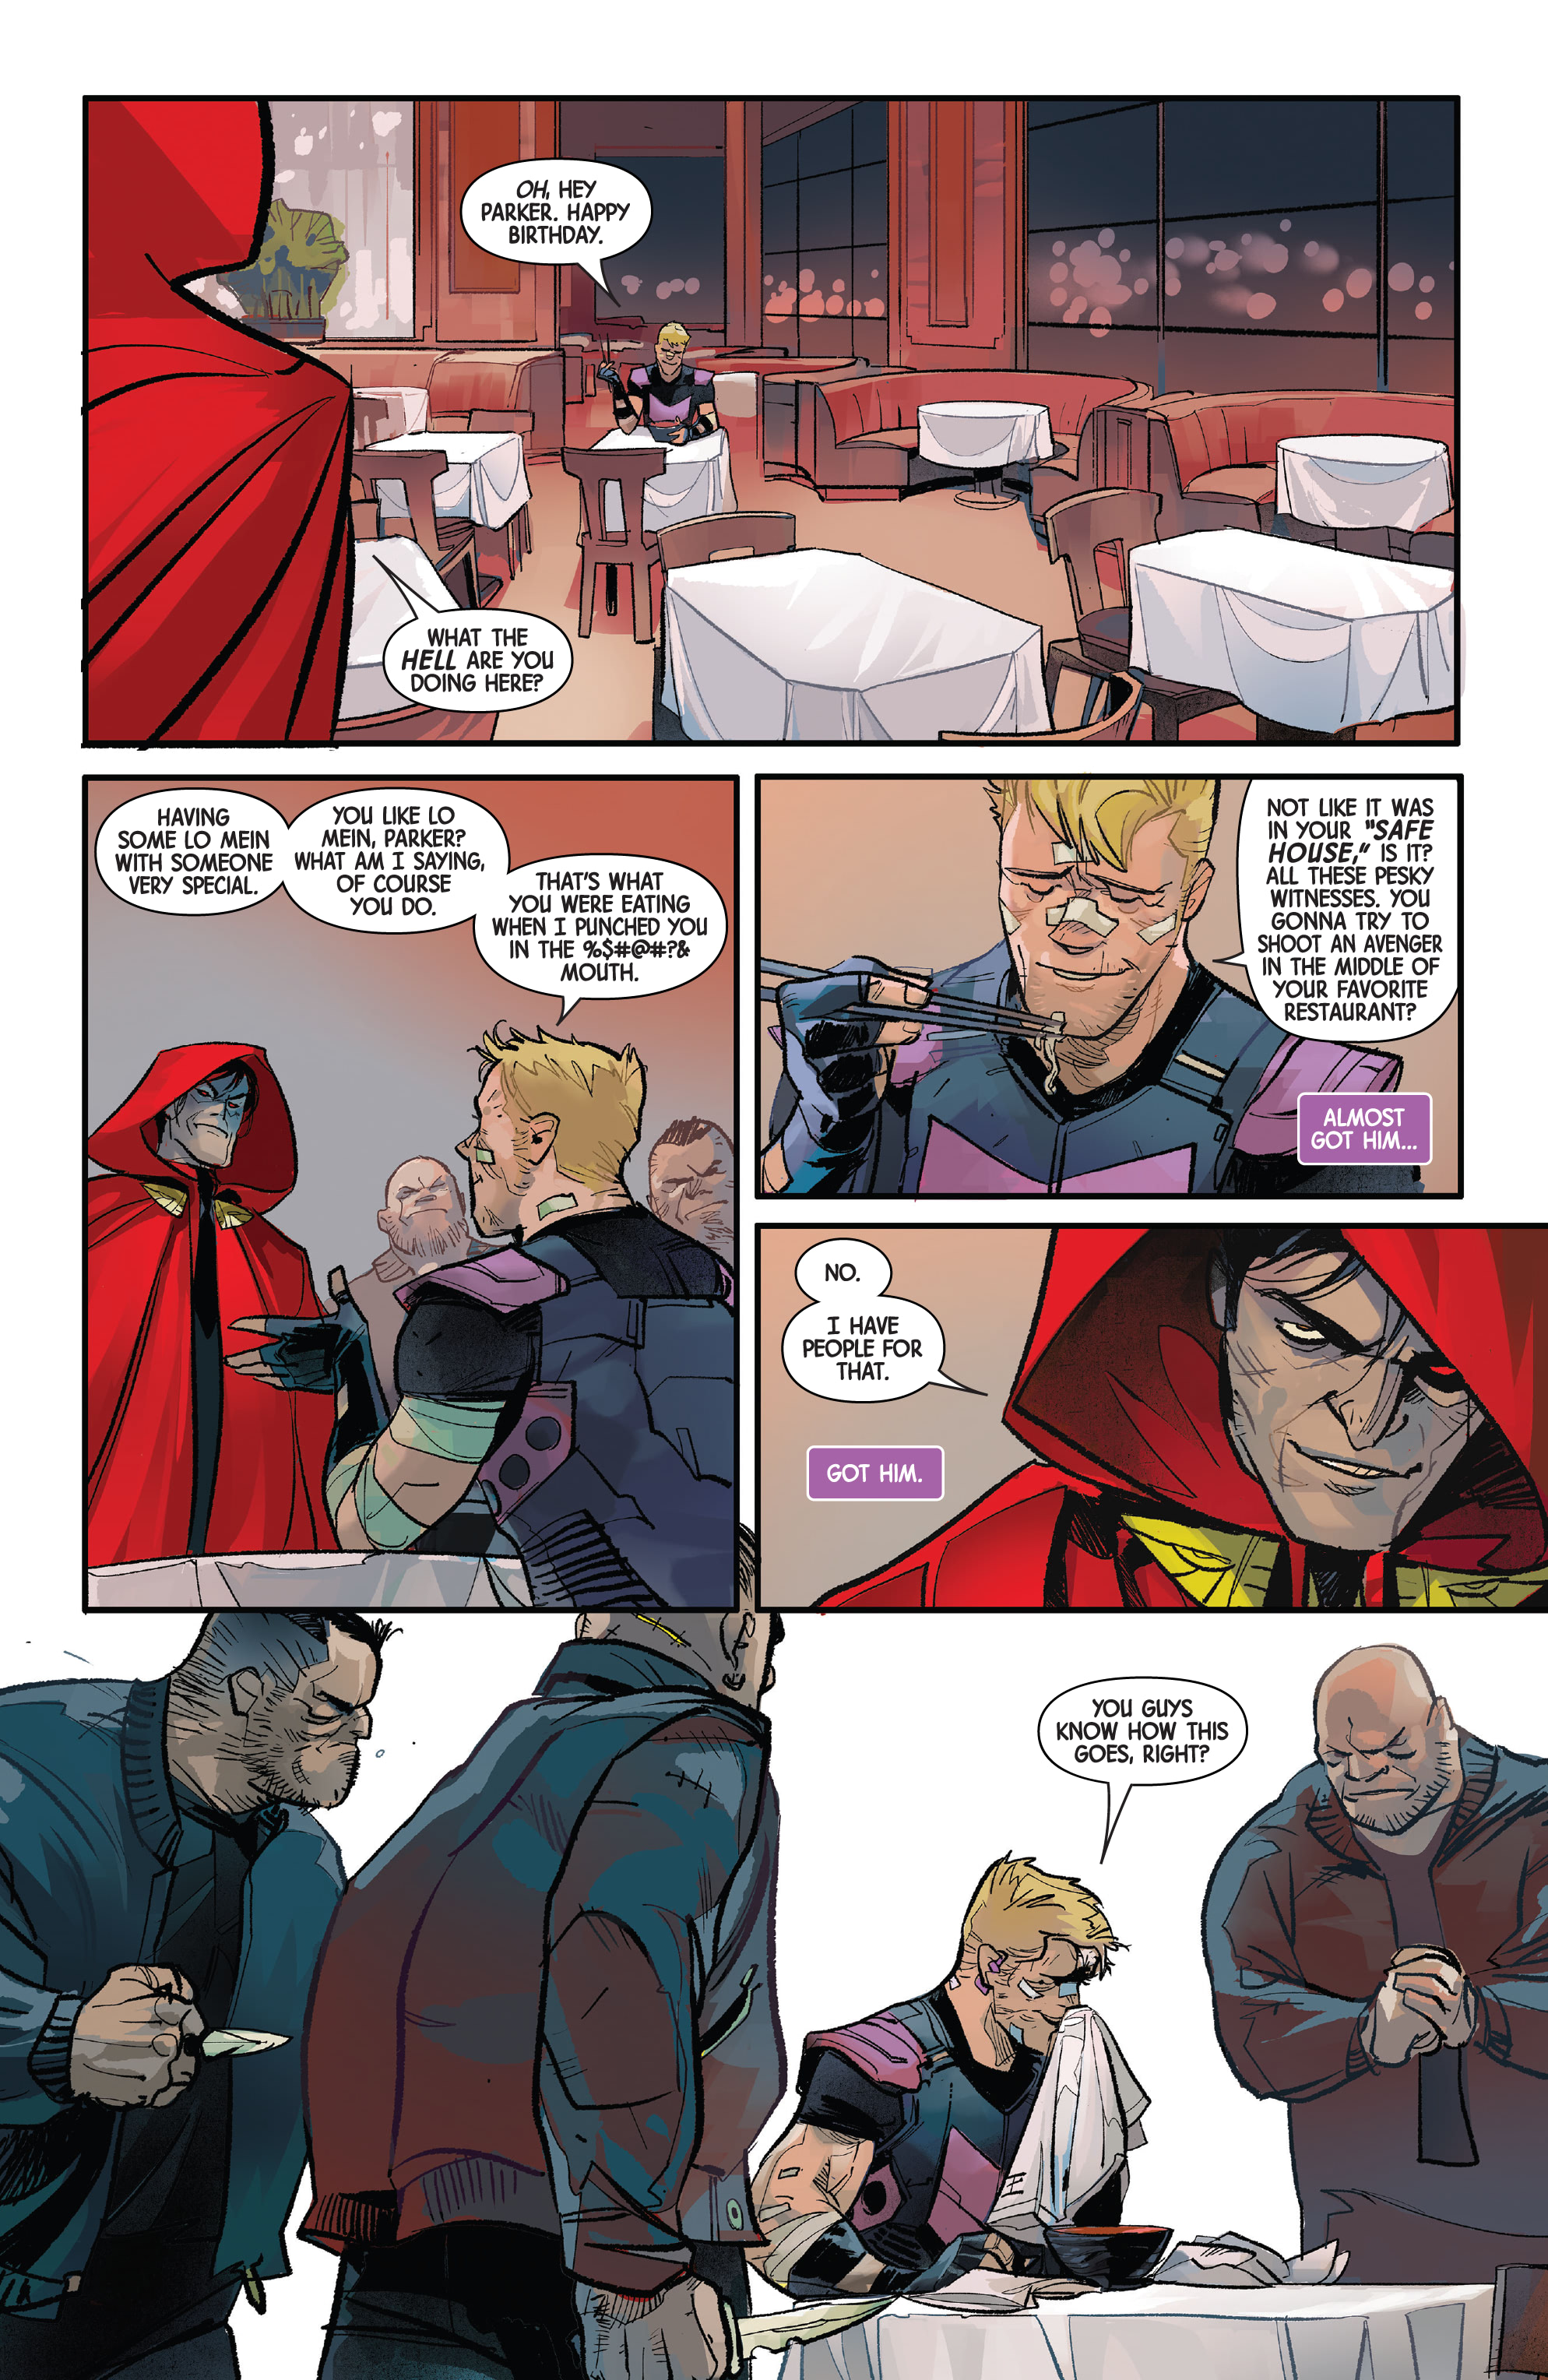 OH, HEY
PARKER. HAPPY
BIRTHDAY.
WHAT THE
HELL ARE YOU
DOING HERE?
HAVING
SOME LO MEIN
WITH SOMEONE
VERY SPECIAL.
YOU LIKE LO
MEIN, PARKER?
WHAT AM I SAYING,
OF COURSE
YOU DO.
THAT'S WHAT
YOU WERE EATING
WHEN I PUNCHED YOU
IN THE %$#@#?&
MOUTH.
NOT LIKE IT WAS
IN YOUR "SAFE
HOUSE," IS IT?
ALL THESE PESKY
WITNESSES. YOU
GONNA TRY TO
SHOOT AN AVENGER
IN THE MIDDLE OF
YOUR FAVORITE
RESTAURANT?
ALMOST
GOT HIM...
NO.
I HAVE
PEOPLE FOR
THAT.
GOT HIM.
YOU GUYS
KNOW HOW THIS
GOES, RIGHT?